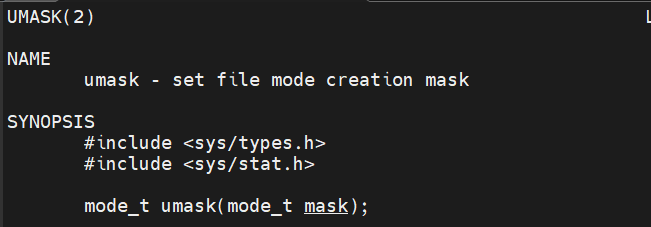 UMASK(2)
NAME
umask - set file mode creation mask
SYNOPSIS
#include <sys/types.h>
#include <sys/stat.h>
mode_t umask(mode_t mask);